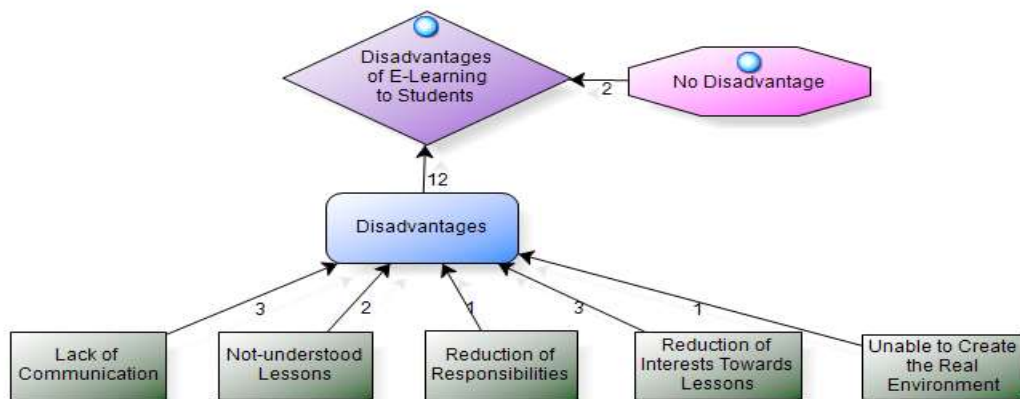 Disadvantages
of E-Learning
to Students
No Disadvantage
2
12
Disadvantages
3
2
1
3
1
Lack of
Communication
Not-understood
Lessons
Reduction of
Responsibilities
Reduction of
Interests Towards
Lessons
Unable to Create
the Real
Environment